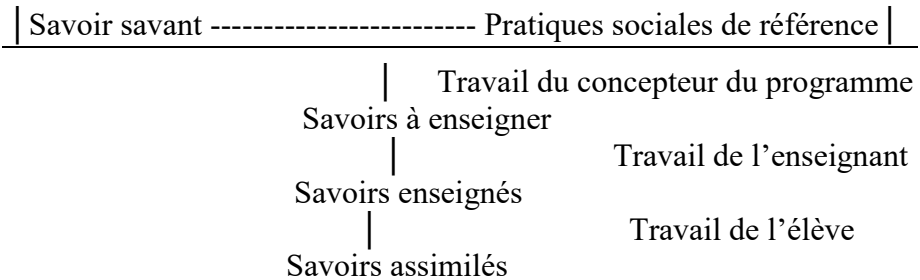 | Savoir savant ------------------------- Pratiques sociales de référence |
| Travail du concepteur du programme
Savoirs à enseigner
| Travail de l’enseignant
Savoirs enseignés
| Travail de l’élève
Savoirs assimilés